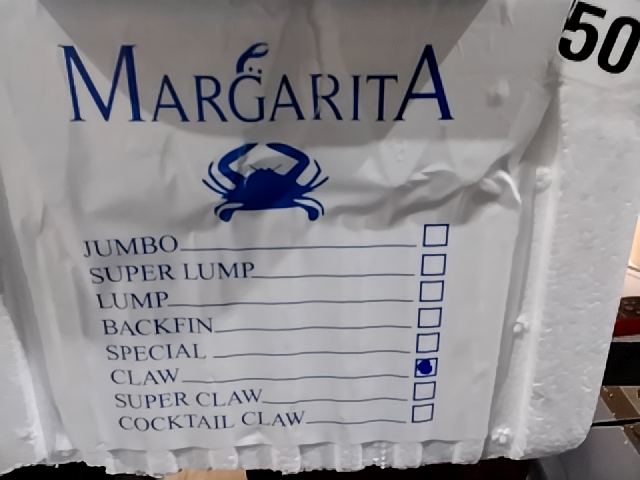 50
MARGARITA
JUMBO
SUPER LUMP
LUMP
BACKFIN
SPECIAL
CLAW
SUPER CLAW
COCKTAIL CLAW